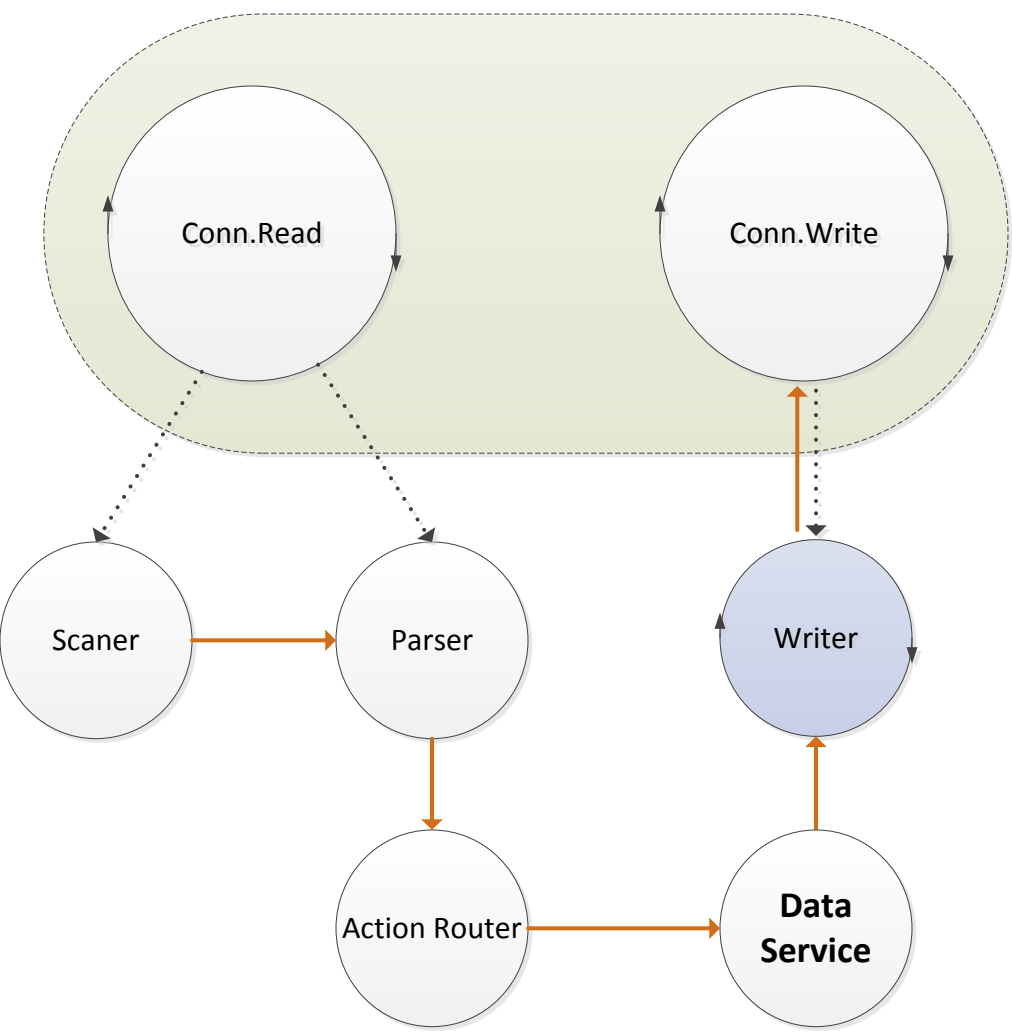 Conn.Read
Conn.Write
Scaner
Parser
Writer
Action Router
Data
Service